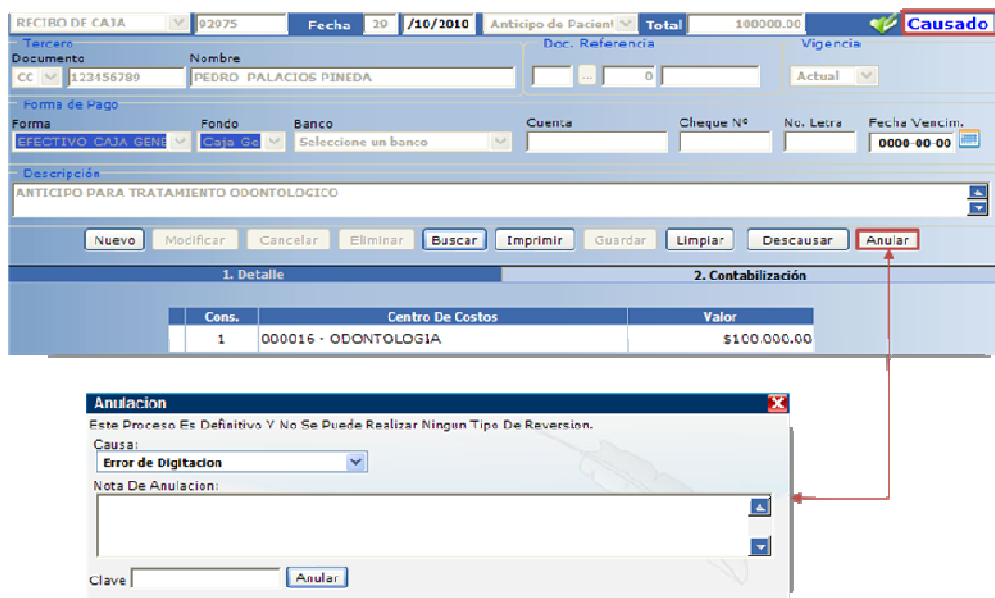 RECIBO DE CAJA 92075 Fecha 29 /10/2010 Anticipo de Pacient Total 100000.00 Causado
Tercero Doc. Referencia Vigencia
Documento Nombre
CC 123456789 PEDRO PALACIOS PINEDA ... 0 Actual
Forma de Pago
Forma Fondo Banco Cuenta Cheque Nº No. Letra Fecha Vencim.
EFECTIVO CAJA GENE Caja Ge Seleccione un banco 0000-00-00
Descripción
ANTICIPO PARA TRATAMIENTO ODONTOLOGICO
Nuevo Modificar Cancelar Eliminar Buscar Imprimir Guardar Limpiar Descausar Anular
1. Detalle 2. Contabilización
Cons. Centro De Costos Valor
1 000016 - ODONTOLOGIA $100.000.00
Anulacion
Este Proceso Es Definitivo Y No Se Puede Realizar Ningun Tipo De Reversion.
Causa:
Error de Digitacion
Nota De Anulacion:
Clave Anular